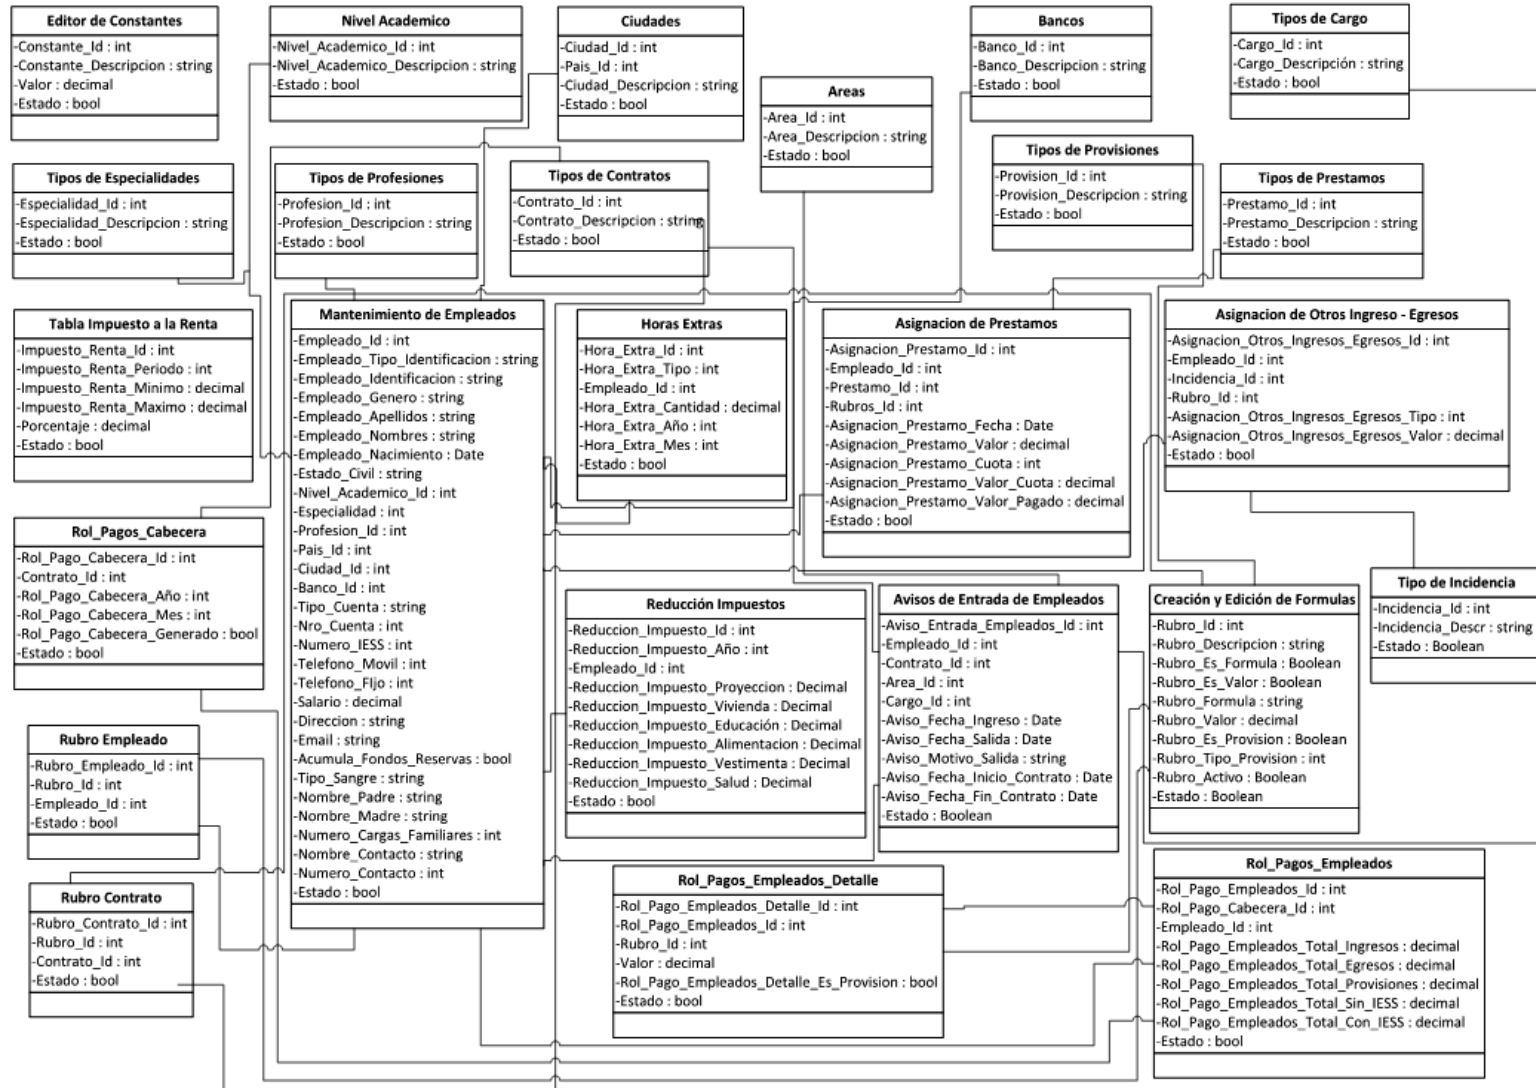 Editor de Constantes
-Constante_Id : int
-Constante_Descripcion : string
-Valor : decimal
-Estado : bool
Nivel Academico
-Nivel_Academico_Id : int
-Nivel_Academico_Descripcion : string
-Estado : bool
Ciudades
-Ciudad_Id : int
-Pais_Id : int
-Ciudad_Descripcion : string
-Estado : bool
Areas
-Area_Id : int
-Area_Descripcion : string
-Estado : bool
Bancos
-Banco_Id : int
-Banco_Descripcion : string
-Estado : bool
Tipos de Cargo
-Cargo_Id : int
-Cargo_Descripción : string
-Estado : bool
Tipos de Especialidades
-Especialidad_Id : int
-Especialidad_Descripcion : string
-Estado : bool
Tipos de Profesiones
-Profesion_Id : int
-Profesion_Descripcion : string
-Estado : bool
Tipos de Contratos
-Contrato_Id : int
-Contrato_Descripcion : string
-Estado : bool
Tipos de Provisiones
-Provision_Id : int
-Provision_Descripcion : string
-Estado : bool
Tipos de Prestamos
-Prestamo_Id : int
-Prestamo_Descripcion : string
-Estado : bool
Tabla Impuesto a la Renta
-Impuesto_Renta_Id : int
-Impuesto_Renta_Periodo : int
-Impuesto_Renta_Minimo : decimal
-Impuesto_Renta_Maximo : decimal
-Porcentaje : decimal
-Estado : bool
Mantenimiento de Empleados
-Empleado_Id : int
-Empleado_Tipo_Identificacion : string
-Empleado_Identificacion : string
-Empleado_Genero : string
-Empleado_Apellidos : string
-Empleado_Nombres : string
-Empleado_Nacimiento : Date
-Estado_Civil : string
-Nivel_Academico_Id : int
-Especialidad : int
-Profesion_Id : int
-Pais_Id : int
-Ciudad_Id : int
-Banco_Id : int
-Tipo_Cuenta : string
-Nro_Cuenta : int
-Numero_IESS : int
-Telefono_Movil : int
-Telefono_FIjo : int
-Salario : decimal
-Direccion : string
-Email : string
-Acumula_Fondos_Reservas : bool
-Tipo_Sangre : string
-Nombre_Padre : string
-Nombre_Madre : string
-Numero_Cargas_Familiares : int
-Nombre_Contacto : string
-Numero_Contacto : int
-Estado : bool
Horas Extras
-Hora_Extra_Id : int
-Hora_Extra_Tipo : int
-Empleado_Id : int
-Hora_Extra_Cantidad : decimal
-Hora_Extra_Año : int
-Hora_Extra_Mes : int
-Estado : bool
Asignacion de Prestamos
-Asignacion_Prestamo_Id : int
-Empleado_Id : int
-Prestamo_Id : int
-Rubros_Id : int
-Asignacion_Prestamo_Fecha : Date
-Asignacion_Prestamo_Valor : decimal
-Asignacion_Prestamo_Cuota : int
-Asignacion_Prestamo_Valor_Cuota : decimal
-Asignacion_Prestamo_Valor_Pagado : decimal
-Estado : bool
Asignacion de Otros Ingreso - Egresos
-Asignacion_Otros_Ingresos_Egresos_Id : int
-Empleado_Id : int
-Incidencia_Id : int
-Rubro_Id : int
-Asignacion_Otros_Ingresos_Egresos_Tipo : int
-Asignacion_Otros_Ingresos_Egresos_Valor : decimal
-Estado : bool
Rol_Pagos_Cabecera
-Rol_Pago_Cabecera_Id : int
-Contrato_Id : int
-Rol_Pago_Cabecera_Año : int
-Rol_Pago_Cabecera_Mes : int
-Rol_Pago_Cabecera_Generado : bool
-Estado : bool
Reducción Impuestos
-Reduccion_Impuesto_Id : int
-Reduccion_Impuesto_Año : int
-Empleado_Id : int
-Reduccion_Impuesto_Proyeccion : Decimal
-Reduccion_Impuesto_Vivienda : Decimal
-Reduccion_Impuesto_Educación : Decimal
-Reduccion_Impuesto_Alimentacion : Decimal
-Reduccion_Impuesto_Vestimenta : Decimal
-Reduccion_Impuesto_Salud : Decimal
-Estado : bool
Avisos de Entrada de Empleados
-Aviso_Entrada_Empleados_Id : int
-Empleado_Id : int
-Contrato_Id : int
-Area_Id : int
-Cargo_Id : int
-Aviso_Fecha_Ingreso : Date
-Aviso_Fecha_Salida : Date
-Aviso_Motivo_Salida : string
-Aviso_Fecha_Inicio_Contrato : Date
-Aviso_Fecha_Fin_Contrato : Date
-Estado : Boolean
Creación y Edición de Formulas
-Rubro_Id : int
-Rubro_Descripcion : string
-Rubro_Es_Formula : Boolean
-Rubro_Es_Valor : Boolean
-Rubro_Formula : string
-Rubro_Valor : decimal
-Rubro_Es_Provision : Boolean
-Rubro_Tipo_Provision : int
-Rubro_Activo : Boolean
-Estado : Boolean
Tipo de Incidencia
-Incidencia_Id : int
-Incidencia_Descr : string
-Estado : Boolean
Rubro Empleado
-Rubro_Empleado_Id : int
-Rubro_Id : int
-Empleado_Id : int
-Estado : bool
Rubro Contrato
-Rubro_Contrato_Id : int
-Rubro_Id : int
-Contrato_Id : int
-Estado : bool
Rol_Pagos_Empleados_Detalle
-Rol_Pago_Empleados_Detalle_Id : int
-Rol_Pago_Empleados_Id : int
-Rubro_Id : int
-Valor : decimal
-Rol_Pago_Empleados_Detalle_Es_Provision : bool
-Estado : bool
Rol_Pagos_Empleados
-Rol_Pago_Empleados_Id : int
-Rol_Pago_Cabecera_Id : int
-Empleado_Id : int
-Rol_Pago_Empleados_Total_Ingresos : decimal
-Rol_Pago_Empleados_Total_Egresos : decimal
-Rol_Pago_Empleados_Total_Provisiones : decimal
-Rol_Pago_Empleados_Total_Sin_IESS : decimal
-Rol_Pago_Empleados_Total_Con_IESS : decimal
-Estado : bool